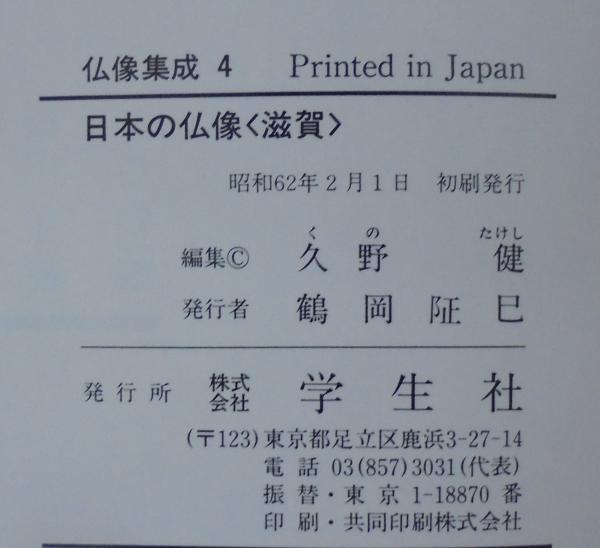 仏像集成 4 Printed in Japan
日本の仏像〈滋賀〉
昭和62年2月1日 初刷発行
くの たけし
編集Ⓒ 久野 健
発行者 鶴岡阷巳
発行所 株式会社 学生社
(〒123)東京都足立区鹿浜3-27-14
電話 03(857)3031(代表)
振替・東京 1-18870 番
印刷・共同印刷株式会社